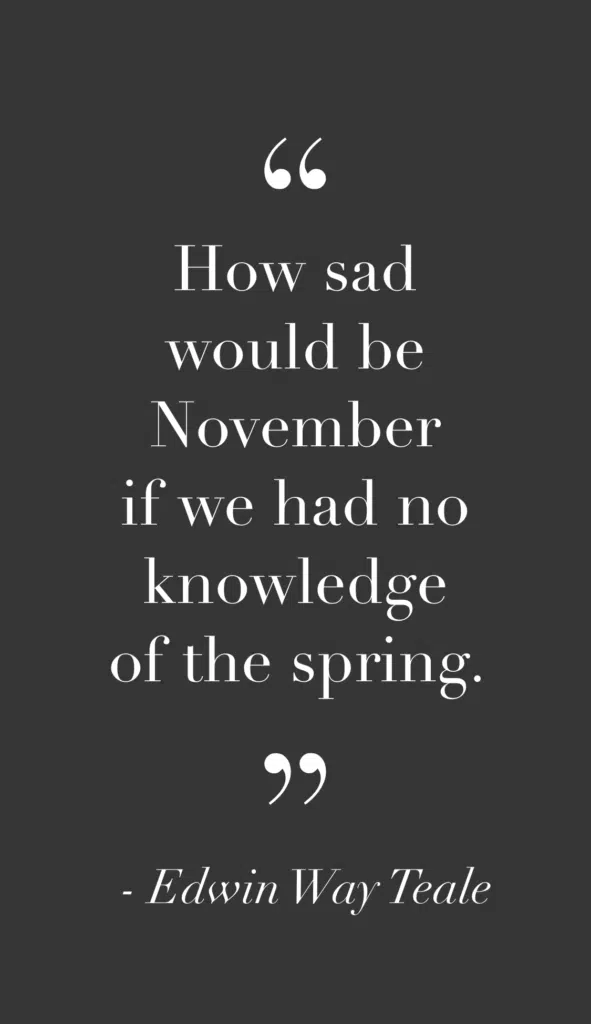 “
How sad
would be
November
if we had no
knowledge
of the spring.
”
- Edwin Way Teale